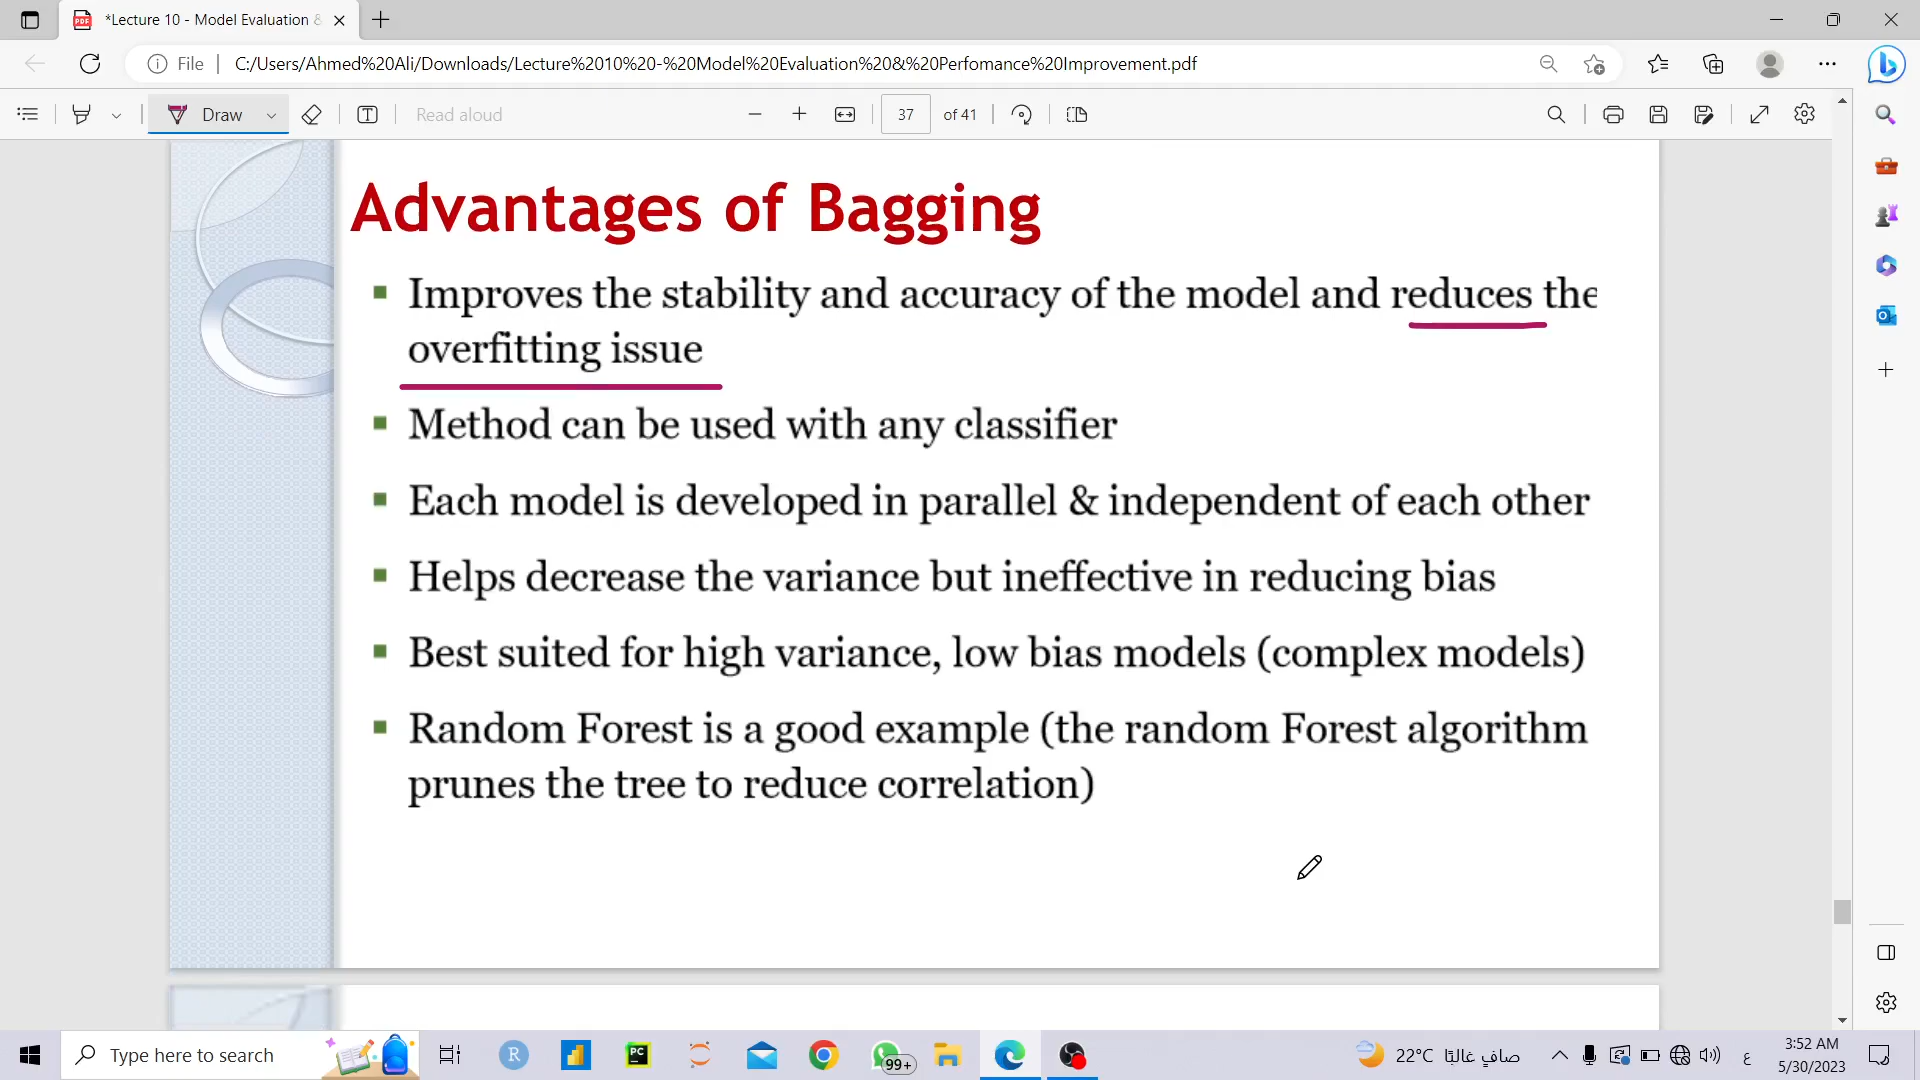 *Lecture 10 - Model Evaluation &
File
C:/Users/Ahmed%20Ali/Downloads/Lecture%2010%20-%20Model%20Evaluation%20&%20Perfomance%20Improvement.pdf
Draw
Read aloud
37
of 41
Advantages of Bagging
Improves the stability and accuracy of the model and reduces the
overfitting issue
Method can be used with any classifier
Each model is developed in parallel & independent of each other
Helps decrease the variance but ineffective in reducing bias
Best suited for high variance, low bias models (complex models)
Random Forest is a good example (the random Forest algorithm
prunes the tree to reduce correlation)
Type here to search
R
PC
99+
22°C صافٍ غالبًا
ع
3:52 AM
5/30/2023